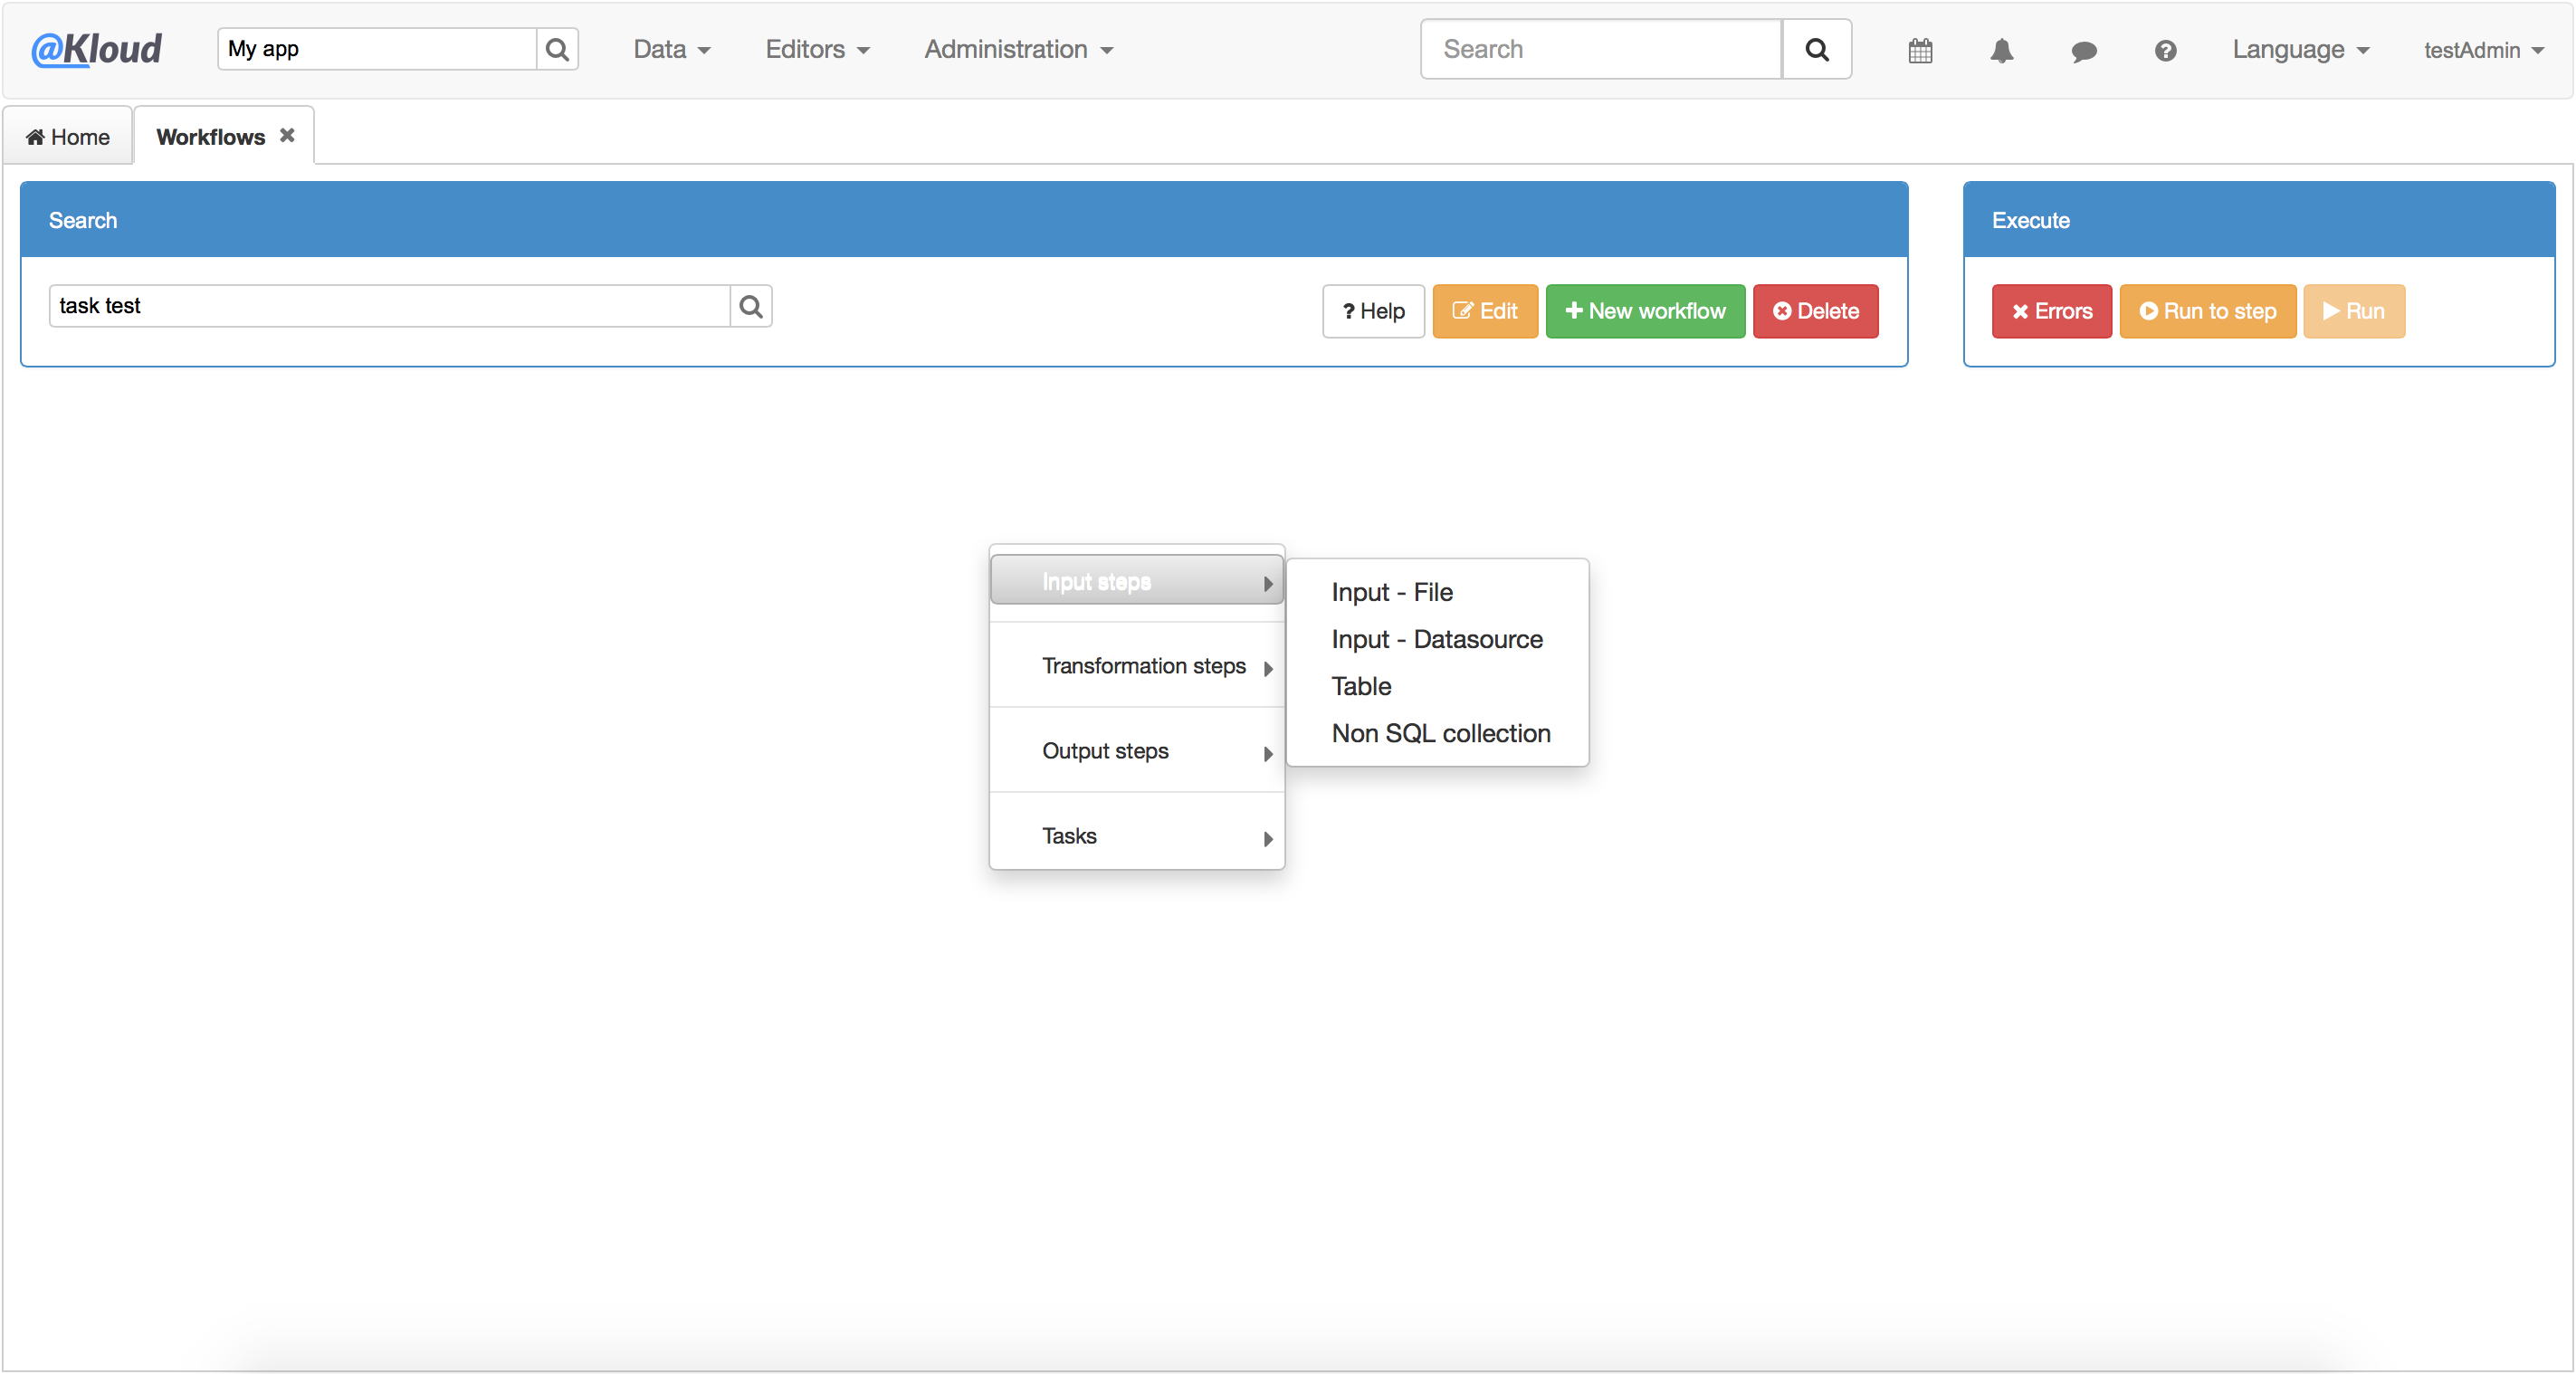 @Kloud My app Data Editors Administration Search Language testAdmin
Home Workflows
Search Execute
task test ? Help Edit New workflow Delete Errors Run to step Run
Input steps
Transformation steps
Output steps
Tasks
Input - File
Input - Datasource
Table
Non SQL collection